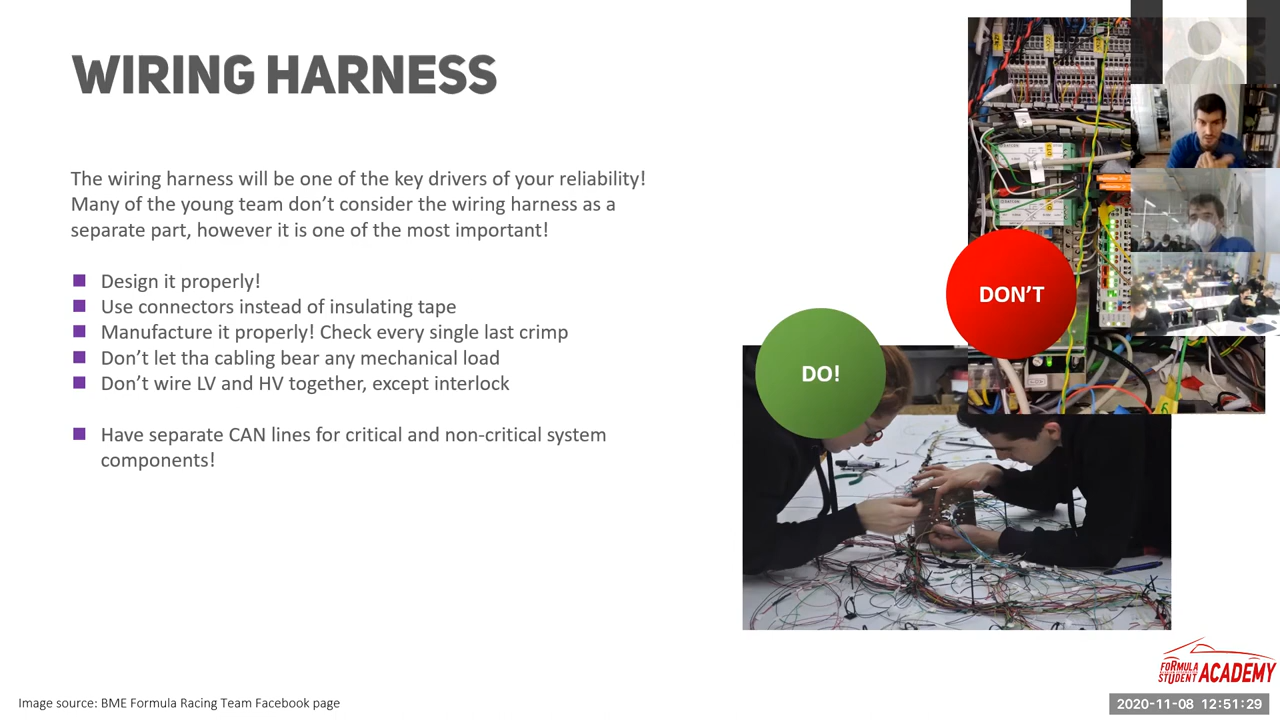 WIRING HARNESS
The wiring harness will be one of the key drivers of your reliability!
Many of the young team don't consider the wiring harness as a
separate part, however it is one of the most important!
Design it properly!
Use connectors instead of insulating tape
Manufacture it properly! Check every single last crimp
Don't let tha cabling bear any mechanical load
Don't wire LV and HV together, except interlock
Have separate CAN lines for critical and non-critical system
components!
DON'T
DO!
FORMULA
STUDENT ACADEMY
Image source: BME Formula Racing Team Facebook page
2020-11-08 12:51:29